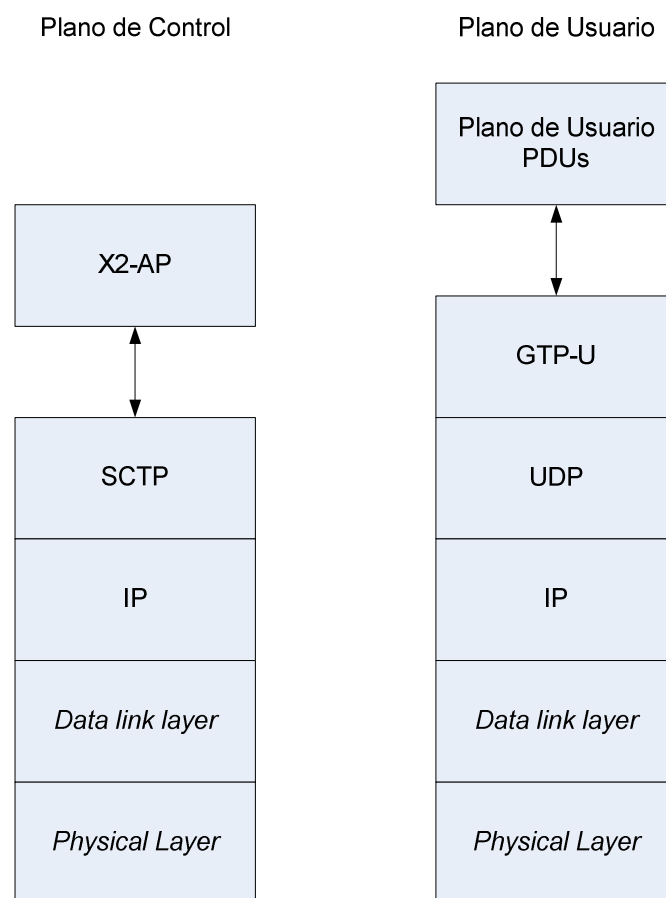 Plano de Control
X2-AP
SCTP
IP
Data link layer
Physical Layer
Plano de Usuario
Plano de Usuario
PDUs
GTP-U
UDP
IP
Data link layer
Physical Layer